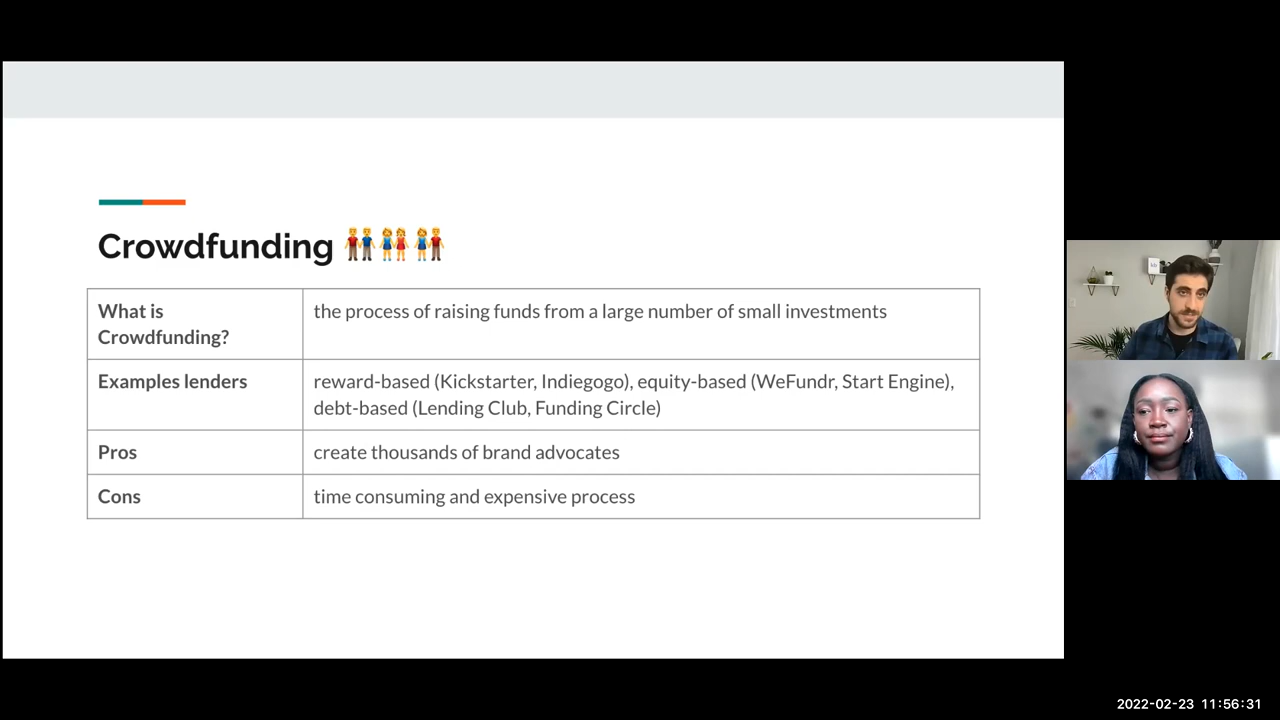 Crowdfunding
What is
Crowdfunding?
the process of raising funds from a large number of small investments
Examples lenders
reward-based (Kickstarter, Indiegogo), equity-based (WeFundr, Start Engine),
debt-based (Lending Club, Funding Circle)
Pros
create thousands of brand advocates
Cons
time consuming and expensive process
2022-02-23 11:56:31